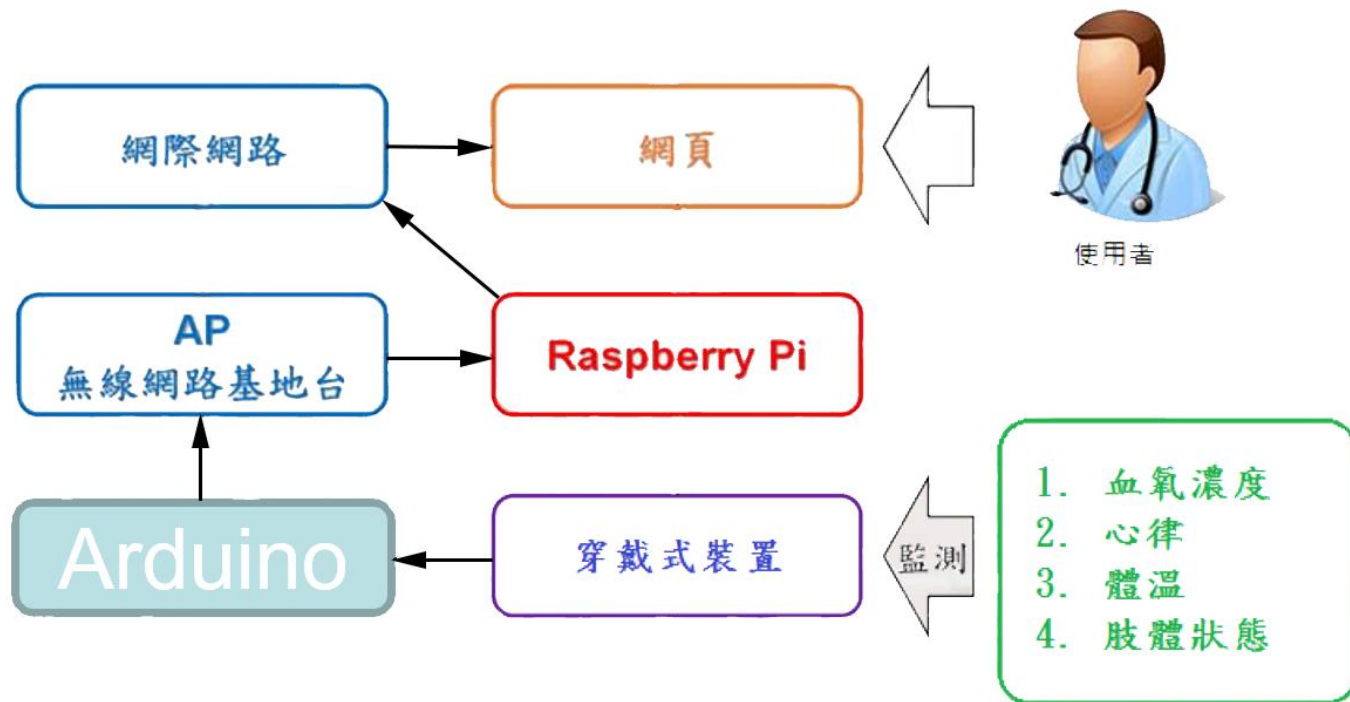 網際網路
網頁
使用者
AP
無線網路基地台
Raspberry Pi
Arduino
穿戴式裝置
監測
1. 血氧濃度
2. 心律
3. 體溫
4. 肢體狀態